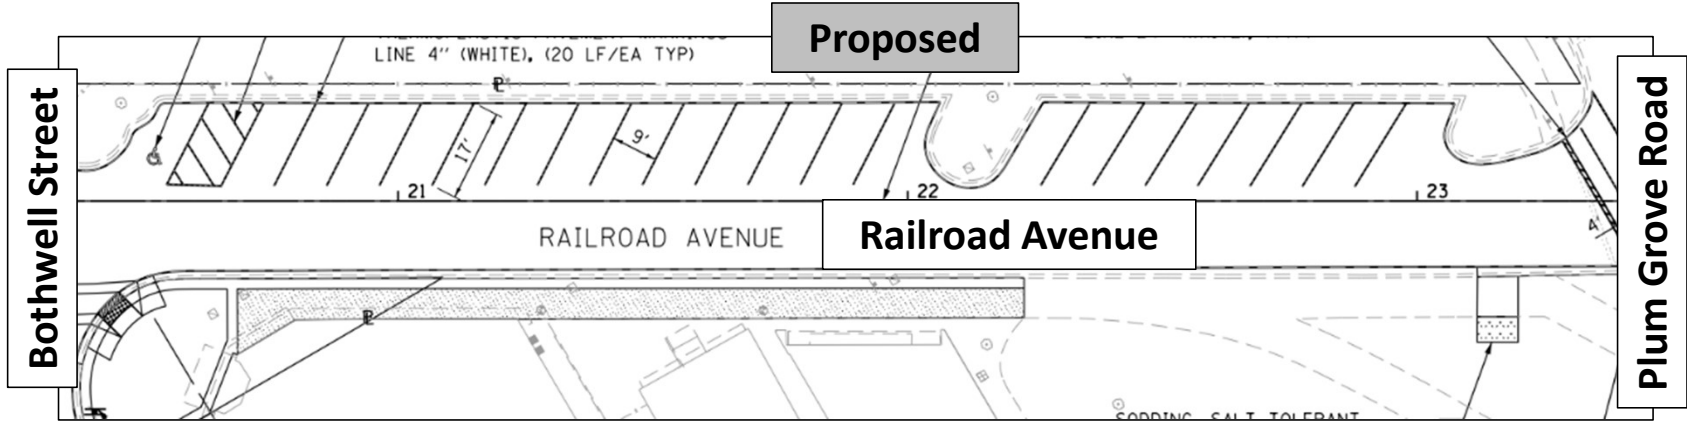 Proposed
LINE 4" (WHITE), (20 LF/EA TYP)
Bothwell Street
Plum Grove Road
17'
9'
21
22
23
4'
RAILROAD AVENUE
Railroad Avenue
SODDING, SALT TOLERANT